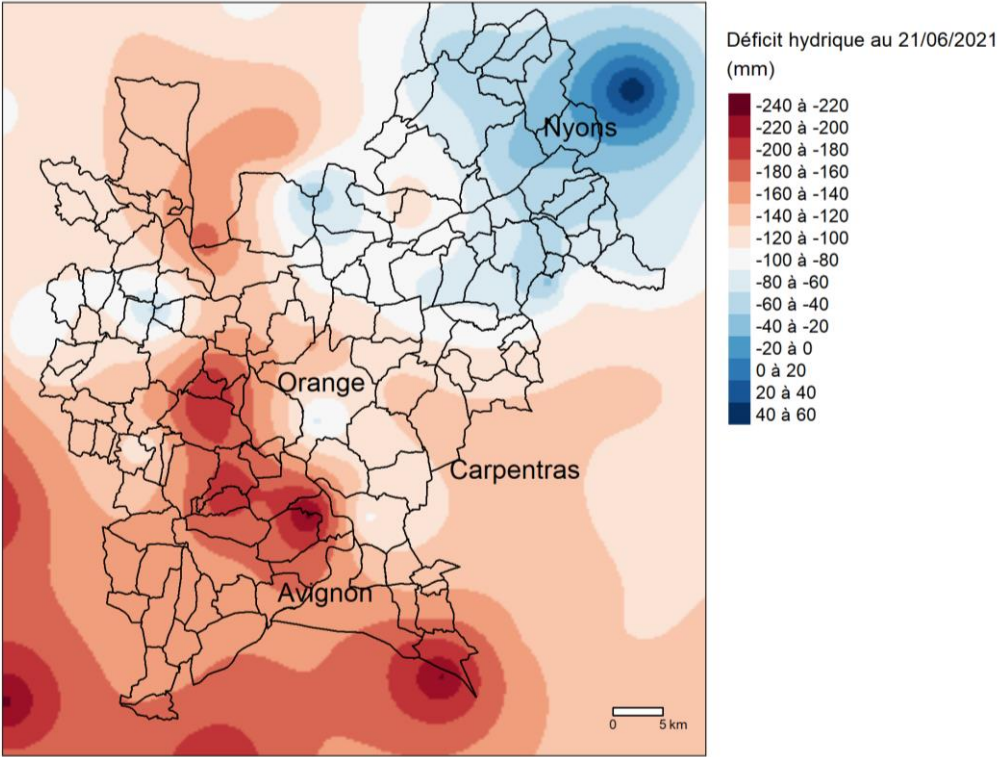 Déficit hydrique au 21/06/2021
(mm)
-240 à -220
-220 à -200
-200 à -180
-180 à -160
-160 à -140
-140 à -120
-120 à -100
-100 à -80
-80 à -60
-60 à -40
-40 à -20
-20 à 0
0 à 20
20 à 40
40 à 60
Nyons
Orange
Carpentras
Avignon
0 5 km